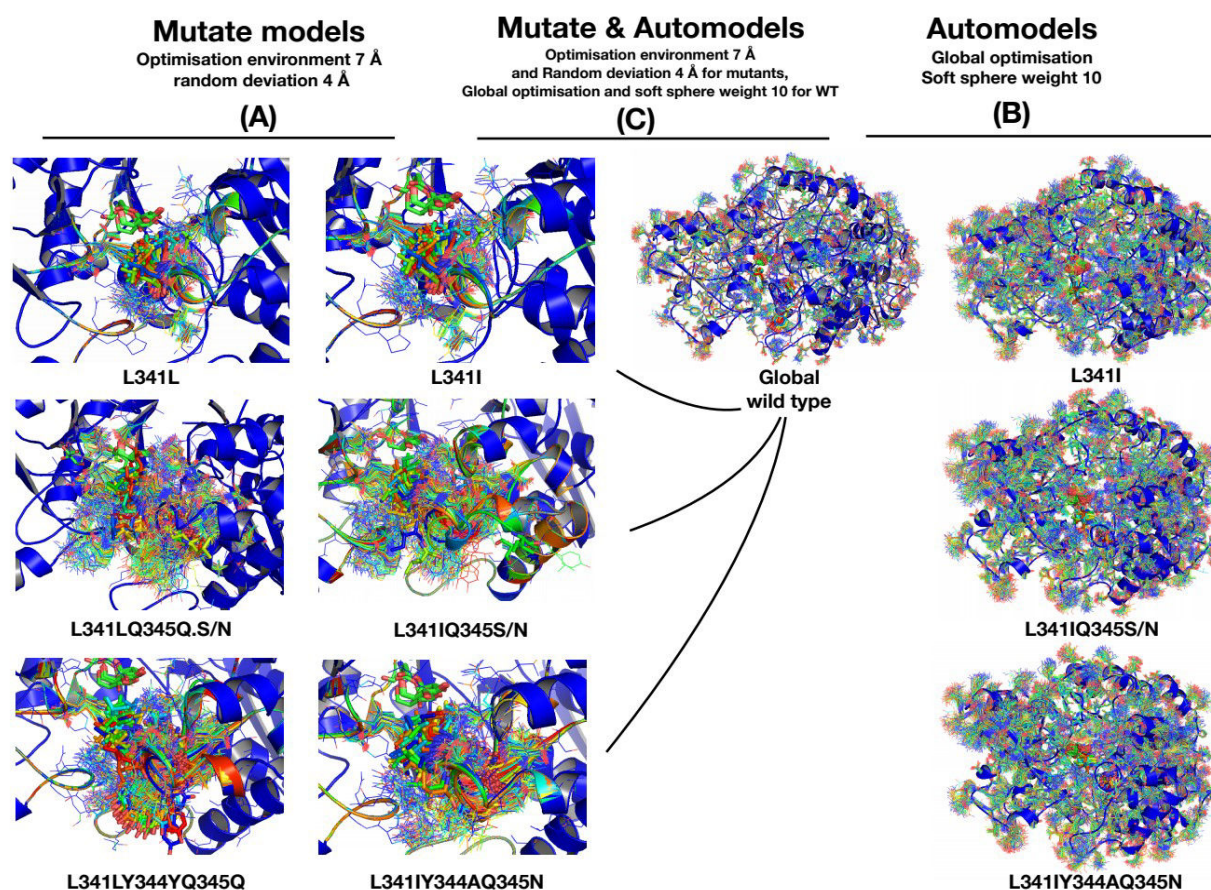 Mutate models
Optimisation environment 7 Å
random deviation 4 Å
(A)
Mutate & Automodels
Optimisation environment 7 Å
and Random deviation 4 Å for mutants,
Global optimisation and soft sphere weight 10 for WT
(C)
Automodels
Global optimisation
Soft sphere weight 10
(B)
L341L
L341I
Global
wild type
L341I
L341LQ345Q.S/N
L341IQ345S/N
L341IQ345S/N
L341LY344YQ345Q
L341IY344AQ345N
L341IY344AQ345N